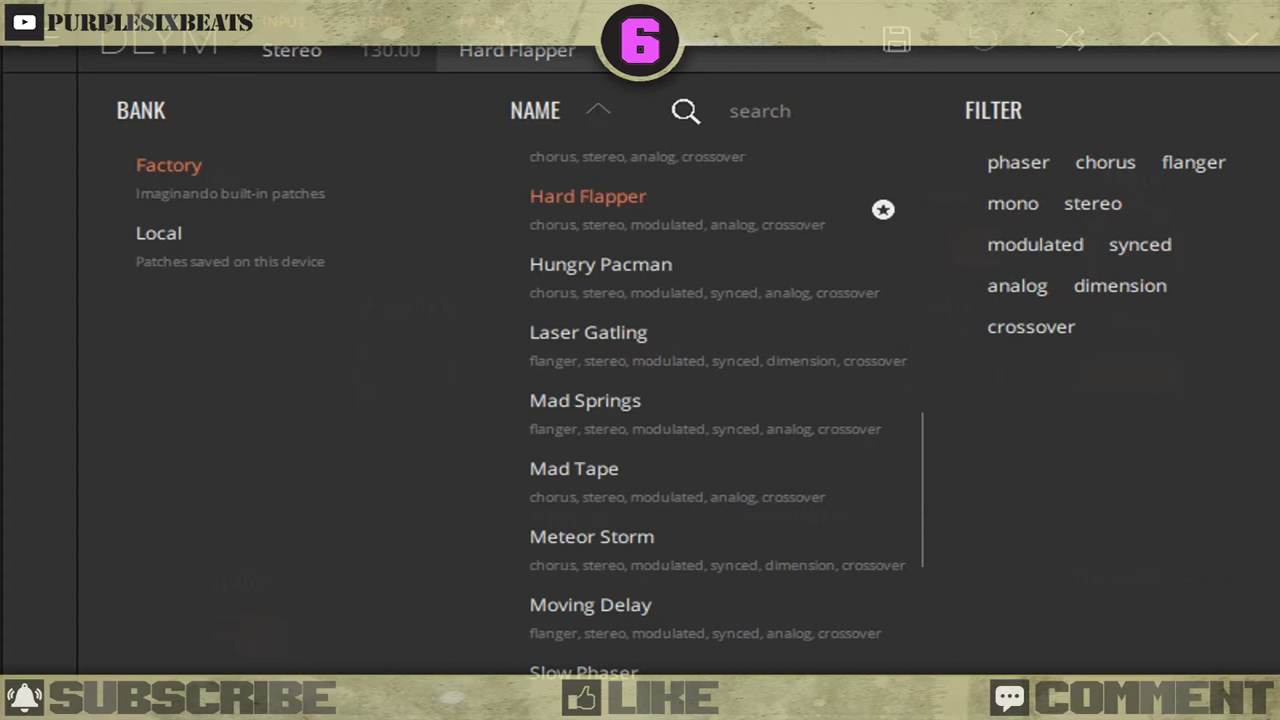 PURPLESIXBEATS
6
DLYM
INPUT
Stereo
TEMPO
130.00
Hard Flapper
BANK
Factory
Imaginando built-in patches
Local
Patches saved on this device
NAME
search
chorus, stereo, analog, crossover
Hard Flapper
chorus, stereo, modulated, analog, crossover
Hungry Pacman
chorus, stereo, modulated, synced, analog, crossover
Laser Gatling
flanger, stereo, modulated, synced, dimension, crossover
Mad Springs
flanger, stereo, modulated, synced, analog, crossover
Mad Tape
chorus, stereo, modulated, analog, crossover
Meteor Storm
chorus, stereo, modulated, synced, dimension, crossover
Moving Delay
flanger, stereo, modulated, synced, analog, crossover
Slow Phaser
FILTER
phaser chorus flanger
mono stereo
modulated synced
analog dimension
crossover
SUBSCRIBE
LIKE
COMMENT